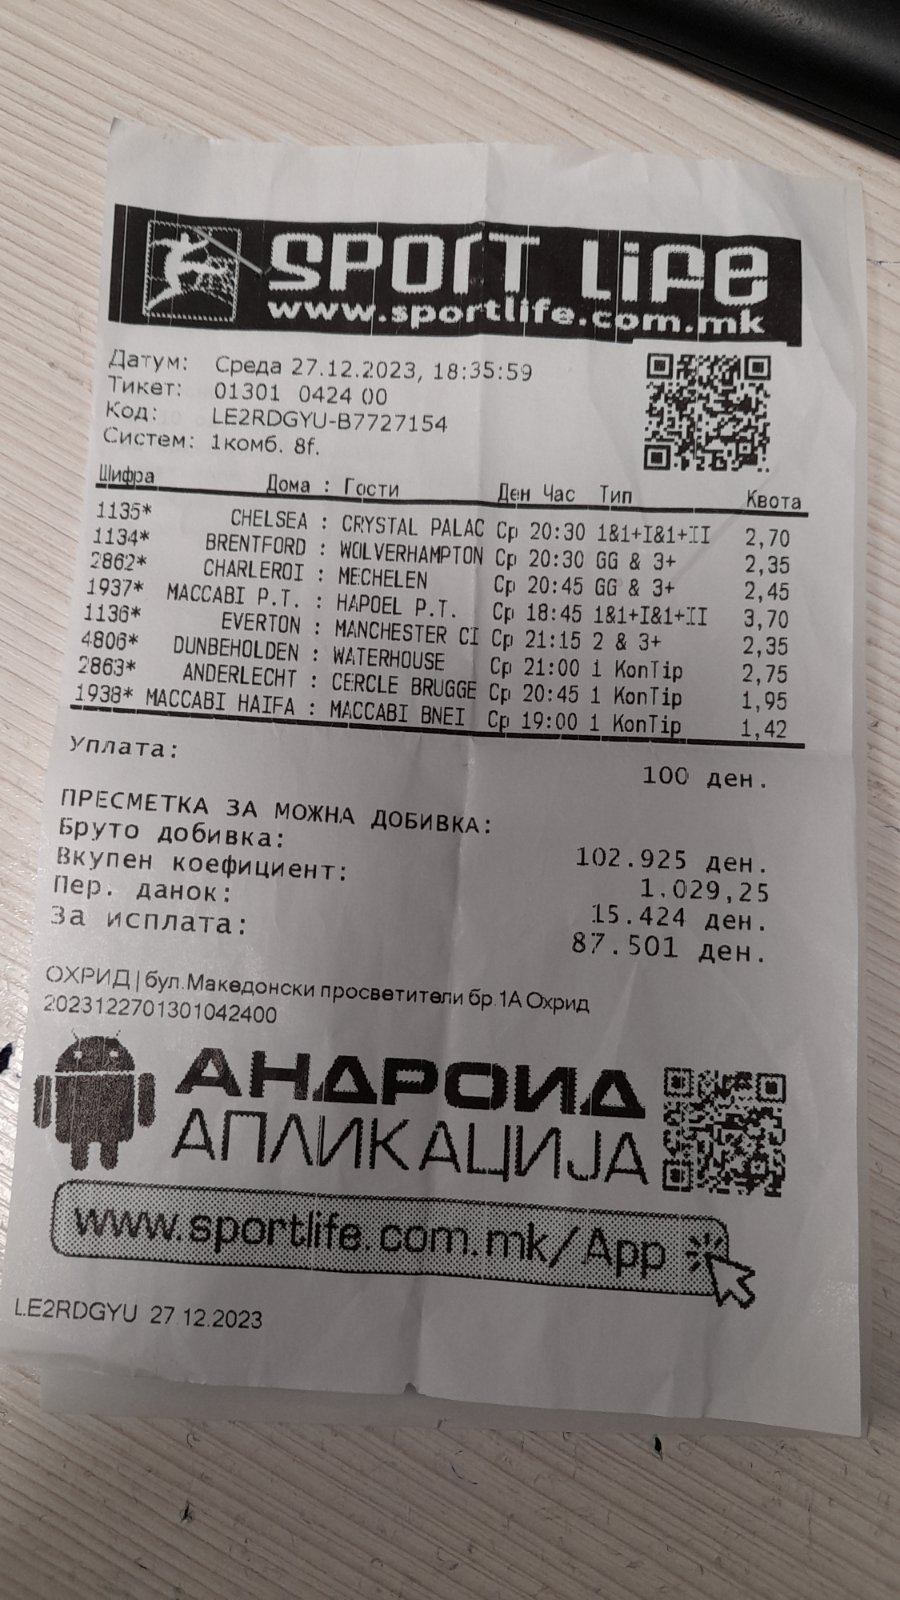 SPORT LIFE
www.sportlife.com.mk
Датум: Среда 27.12.2023, 18:35:59
Тикет: 01301 0424 00
Код: LE2RDGYU-B7727154
Систем: 1комб. 8f.
Шифра Дома : Гости Ден Час Тип Квота
1135* CHELSEA : CRYSTAL PALAC Ср 20:30 1&1+I&1+II 2,70
1134* BRENTFORD : WOLVERHAMPTON Ср 20:30 GG & 3+ 2,35
2862* CHARLEROI : MECHELEN Ср 20:45 GG & 3+ 2,45
1937* MACCABI P.T. : HAPOEL P.T. Ср 18:45 1&1+I&1+II 3,70
1136* EVERTON : MANCHESTER CI Ср 21:15 2 & 3+ 2,35
4806* DUNBEHOLDEN : WATERHOUSE Ср 21:00 1 KonTip 2,75
2863* ANDERLECHT : CERCLE BRUGGE Ср 20:45 1 KonTip 1,95
1938* MACCABI HAIFA : MACCABI BNEI Ср 19:00 1 KonTip 1,42
Уплата: 100 ден.
ПРЕСМЕТКА ЗА МОЖНА ДОБИВКА:
Бруто добивка: 102.925 ден.
Вкупен коефициент: 1.029,25
Пер. данок: 15.424 ден.
За исплата: 87.501 ден.
ОХРИД | бул.Македонски просветители бр.1А Охрид
2023122701301042400
АНДРОИД
АПЛИКАЦИЈА
www.sportlife.com.mk/App
LE2RDGYU 27.12.2023